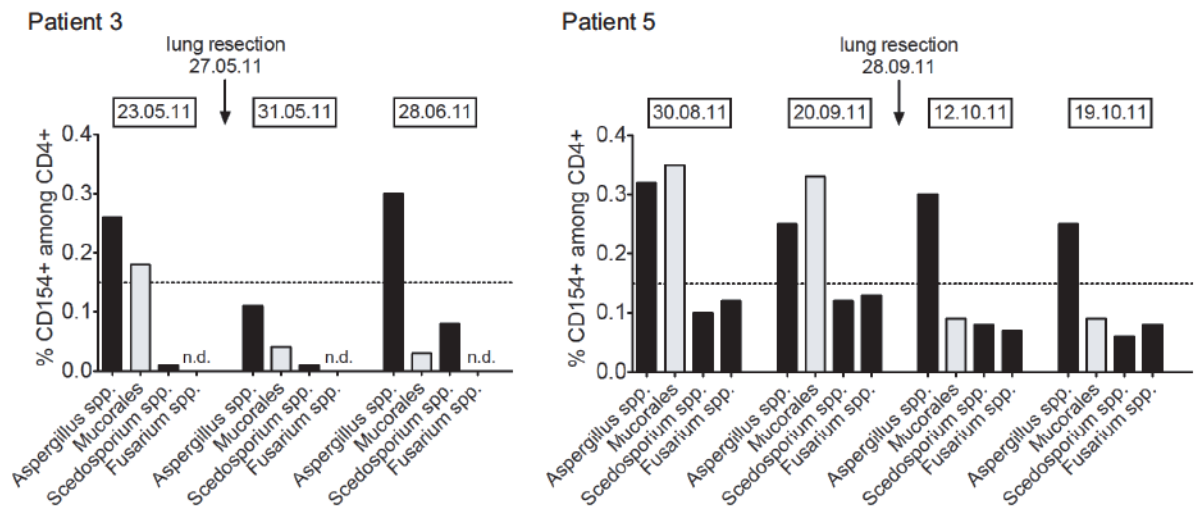 Patient 3
lung resection
27.05.11
23.05.11
31.05.11
28.06.11
% CD154+ among CD4+
0.4
0.3
0.2
0.1
0.0
n.d.
n.d.
n.d.
Aspergillus spp.
Mucorales
Scedosporium spp.
Fusarium spp.
Aspergillus spp.
Mucorales
Scedosporium spp.
Fusarium spp.
Aspergillus spp.
Mucorales
Scedosporium spp.
Fusarium spp.
Patient 5
lung resection
28.09.11
30.08.11
20.09.11
12.10.11
19.10.11
% CD154+ among CD4+
0.4
0.3
0.2
0.1
0.0
Aspergillus spp.
Mucorales
Scedosporium spp.
Fusarium spp.
Aspergillus spp.
Mucorales
Scedosporium spp.
Fusarium spp.
Aspergillus spp.
Mucorales
Scedosporium spp.
Fusarium spp.
Aspergillus spp.
Mucorales
Scedosporium spp.
Fusarium spp.